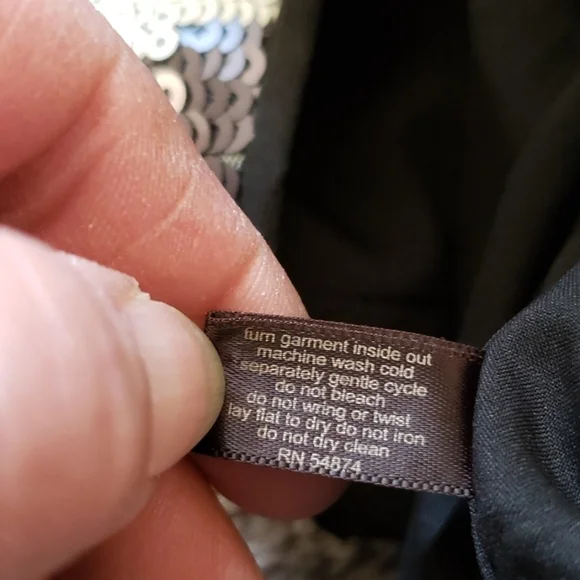 turn garment inside out
machine wash cold
separately gentle cycle
do not bleach
do not wring or twist
lay flat to dry do not iron
do not dry clean
RN 54874